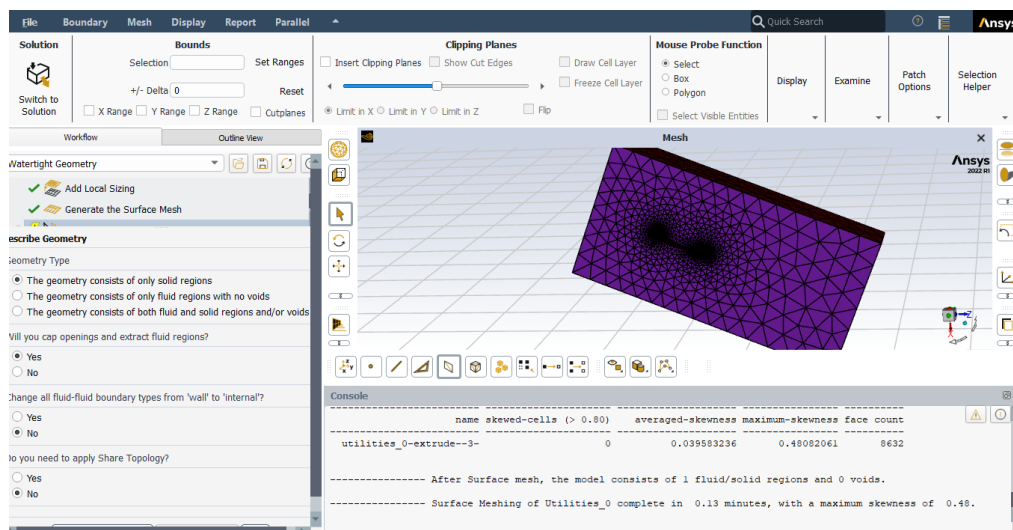 File Boundary Mesh Display Report Parallel Quick Search Ansys
Solution
Switch to
Solution
Bounds
Selection Set Ranges
+/- Delta 0 Reset
X Range Y Range Z Range Cutplanes
Clipping Planes
Insert Clipping Planes Show Cut Edges Draw Cell Layer
Freeze Cell Layer
Limit in X Limit in Y Limit in Z Flip
Mouse Probe Function
Select
Box
Polygon
Select Visible Entities
Display
Examine
Patch
Options
Selection
Helper
Workflow Outline View
Watertight Geometry
Add Local Sizing
Generate the Surface Mesh
escribe Geometry
Geometry Type
The geometry consists of only solid regions
The geometry consists of only fluid regions with no voids
The geometry consists of both fluid and solid regions and/or voids
Will you cap openings and extract fluid regions?
Yes
No
Change all fluid-fluid boundary types from 'wall' to 'internal'?
Yes
No
Do you need to apply Share Topology?
Yes
No
Mesh
Ansys
2022 R1
Z
X
Console
---------------------- ---------------------- ---------------- ---------------- ----------
name skewed-cells (> 0.80) averaged-skewness maximum-skewness face count
---------------------- ---------------------- ---------------- ---------------- ----------
utilities_0-extrude--3- 0 0.039583236 0.48082061 8632
---------------- After Surface mesh, the model consists of 1 fluid/solid regions and 0 voids.
---------------- Surface Meshing of Utilities_0 complete in 0.13 minutes, with a maximum skewness of 0.48.